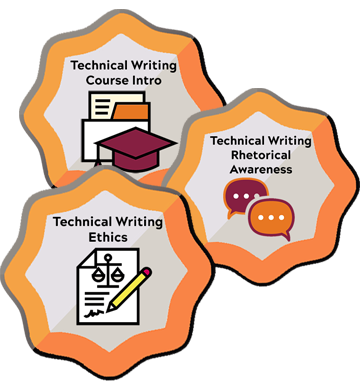 Technical Writing
Course Intro
Technical Writing
Rhetorical
Awareness
Technical Writing
Ethics